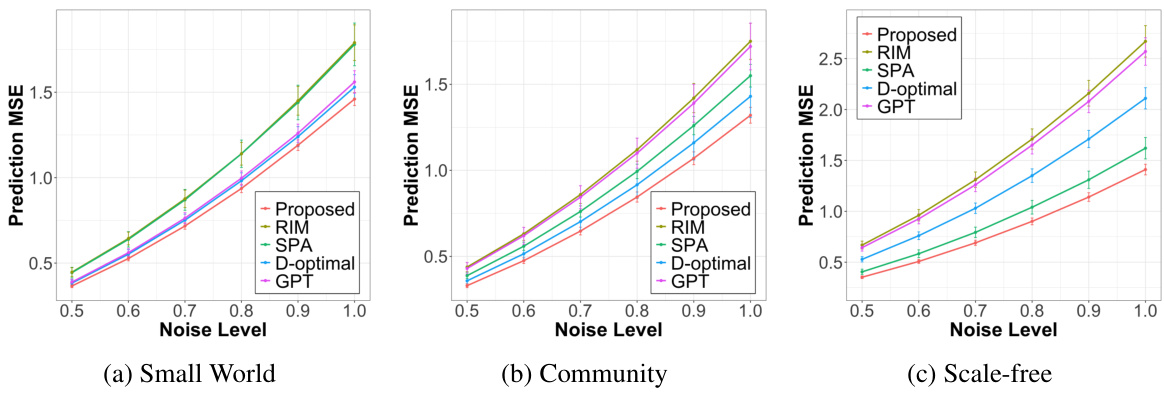 Prediction MSE
1.5
1.0
0.5
Proposed
RIM
SPA
D-optimal
GPT
0.5 0.6 0.7 0.8 0.9 1.0
Noise Level
(a) Small World
Prediction MSE
1.5
1.0
0.5
Proposed
RIM
SPA
D-optimal
GPT
0.5 0.6 0.7 0.8 0.9 1.0
Noise Level
(b) Community
Prediction MSE
2.5
2.0
1.5
1.0
0.5
Proposed
RIM
SPA
D-optimal
GPT
0.5 0.6 0.7 0.8 0.9 1.0
Noise Level
(c) Scale-free